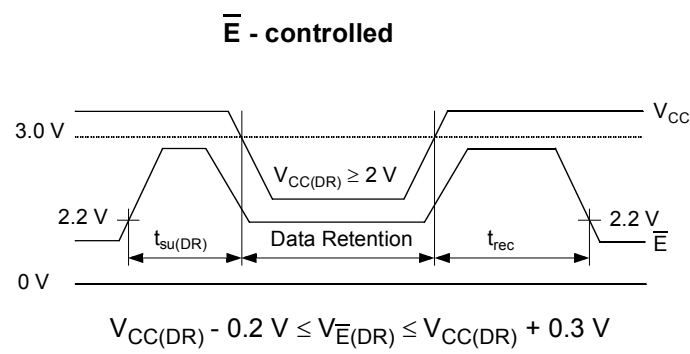 E̅ - controlled
V_CC
3.0 V
V_CC(DR) ≥ 2 V
2.2 V
2.2 V
t_su(DR)
Data Retention
t_rec
E̅
0 V
V_CC(DR) - 0.2 V ≤ V_E̅(DR) ≤ V_CC(DR) + 0.3 V